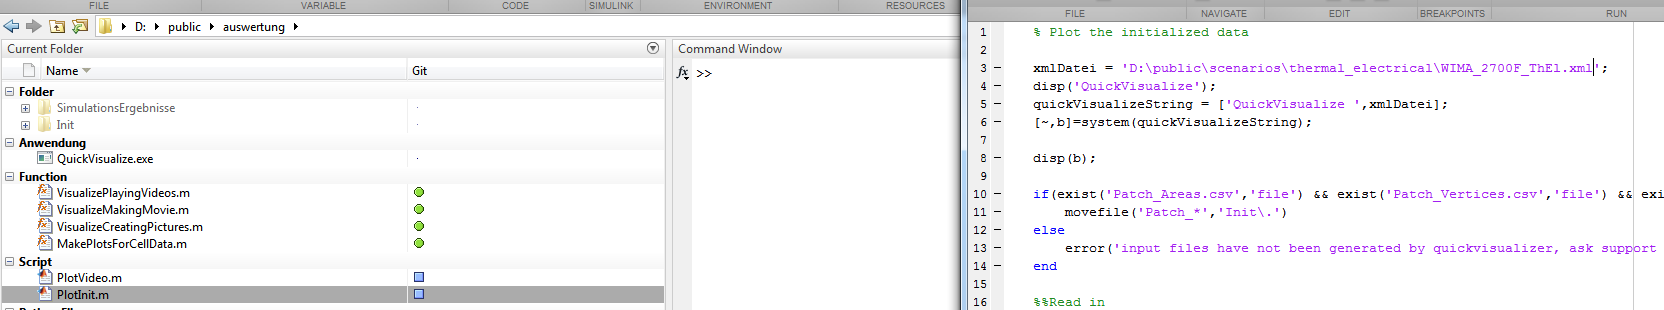 FILE VARIABLE CODE SIMULINK ENVIRONMENT RESOURCES
D: public auswertung
Current Folder
Name Git
Folder
SimulationsErgebnisse
Init
Anwendung
QuickVisualize.exe
Function
VisualizePlayingVideos.m
VisualizeMakingMovie.m
VisualizeCreatingPictures.m
MakePlotsForCellData.m
Script
PlotVideo.m
PlotInit.m
Command Window
fx >>
FILE NAVIGATE EDIT BREAKPOINTS RUN
1 % Plot the initialized data
2
3 xmlDatei = 'D:\public\scenarios\thermal_electrical\WIMA_2700F_ThEl.xml';
4 disp('QuickVisualize');
5 quickVisualizeString = ['QuickVisualize ',xmlDatei];
6 [~,b]=system(quickVisualizeString);
7
8 disp(b);
9
10 if(exist('Patch_Areas.csv','file') && exist('Patch_Vertices.csv','file') && exi
11 movefile('Patch_*','Init\.')
12 else
13 error('input files have not been generated by quickvisualizer, ask support
14 end
15
16 %%Read in